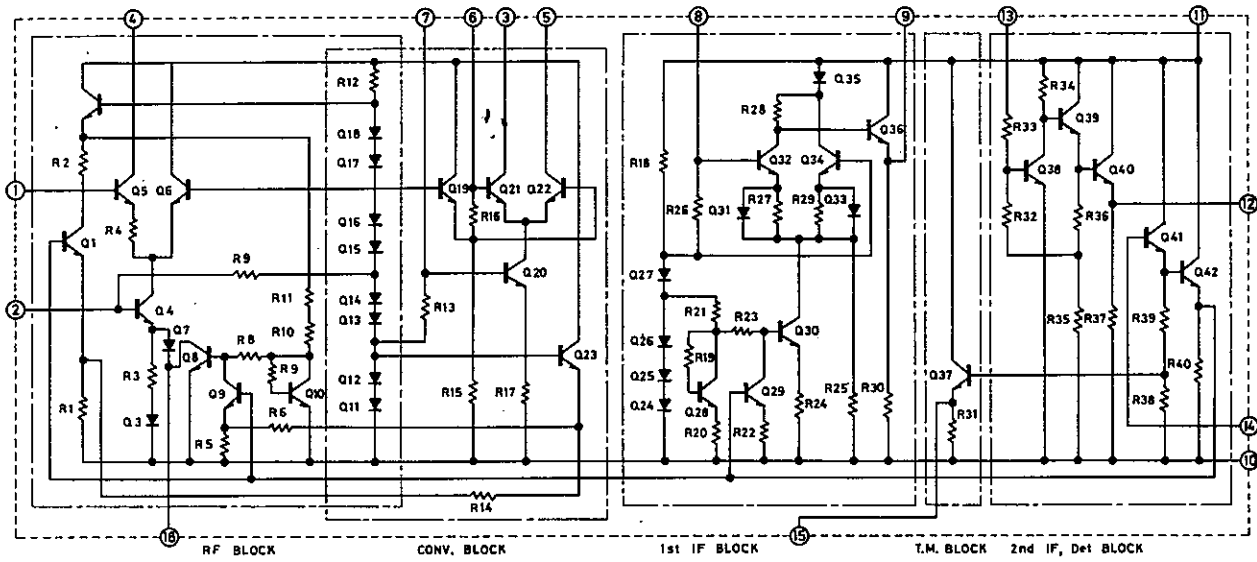 4 7 6 3 5 8 9 13 11
R12 Q35 R34
Q18 R28 Q39
R2 Q17 R18 Q36 R33
Q5 Q6 Q19 Q21 Q22 Q32 Q34 Q38 Q40
1
R4 Q16 R16 R26 Q31 R27 R29 Q33 R32 R36 12
Q1 Q15 Q41
R9 Q20 Q27 Q42
2 Q4 R11 Q14 R13 R21
Q7 R8 R10 Q13 Q26 R23 Q30 R35 R37 R39
Q8 R9 Q23 R19 R40
R3 Q9 Q10 Q12 R15 R17 Q25 Q28 Q29 R24 R25 R30 Q37 R38
R1 Q3 R6 Q11 Q24 R20 R22 R31 14
R5 10
R14
16 15
RF BLOCK CONV. BLOCK 1st IF BLOCK T.M. BLOCK 2nd IF, Det BLOCK